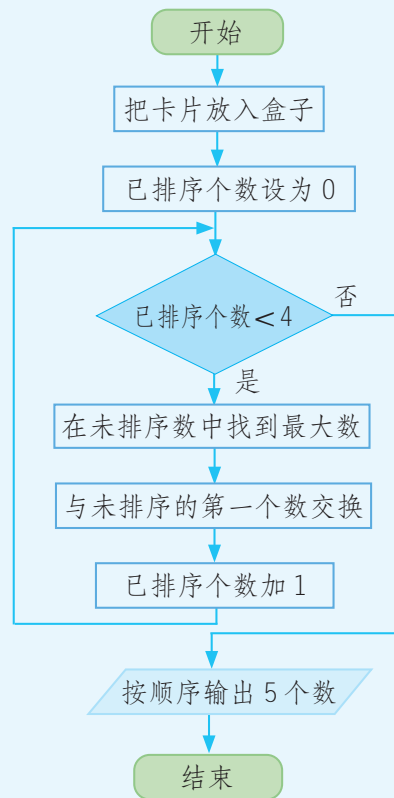 开始
把卡片放入盒子
已排序个数设为 0
已排序个数<4
否
是
在未排序数中找到最大数
与未排序的第一个数交换
已排序个数加 1
按顺序输出 5 个数
结束